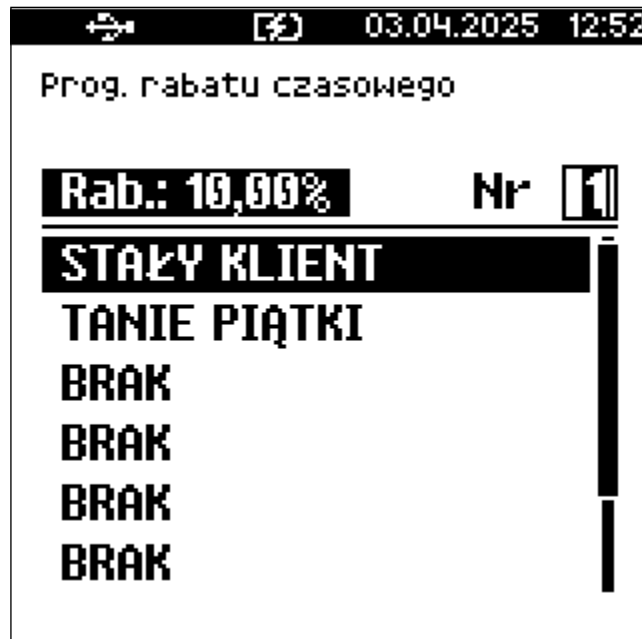 03.04.2025 12:52
Prog. rabatu czasowego
Rab.: 10,00% Nr 1
STAŁY KLIENT
TANIE PIĄTKI
BRAK
BRAK
BRAK
BRAK